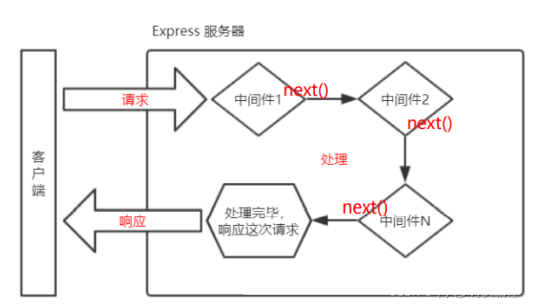 Express 服务器
客户端
请求
中间件1
next()
中间件2
next()
处理
中间件N
next()
处理完毕，
响应这次请求
响应